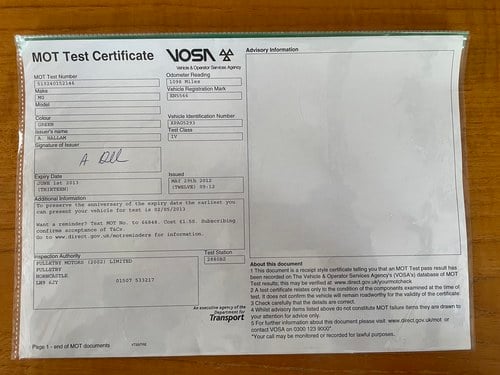 MOT Test Certificate
VOSA
Vehicle & Operator Services Agency
MOT Test Number
Odometer Reading
1098 Miles
Make
MG
Vehicle Registration Mark
Model
Colour
GREEN
Vehicle Identification Number
Issuer's name
A. HALLAM
Test Class
IV
Signature of Issuer
Expiry Date
JUNE 1st 2013
(THIRTEEN)
Issued
MAY 29th 2012
(TWELVE) 09:12
Additional Information
To preserve the anniversary of the expiry date the earliest you
can present your vehicle for test is 02/05/2013
Want a reminder? Text MOT No. to 66848. Cost £1.50. Subscribing
confirms acceptance of T&Cs.
Go to www.direct.gov.uk/motreminders for information.
Inspection Authority
FULLETBY MOTORS (2002) LIMITED
FULLETBY
HORNCASTLE
LN9 6JY 01507 533217
Test Station
An executive agency of the
Department for
Transport
Page 1 - end of MOT documents
Advisory Information
About this document
1 This document is a receipt style certificate telling you that an MOT Test pass result has
been recorded on The Vehicle & Operator Services Agency's (VOSA's) database of MOT
Test results; this may be verified at: www.direct.gov.uk/yourmotcheck.
2 A test certificate relates only to the condition of the components examined at the time of
test. It does not confirm the vehicle will remain roadworthy for the validity of the certificate.
3 Check carefully that the details are correct.
4 Whilst advisory items listed above do not constitute MOT failure items they are drawn to
your attention for advice only.
5 For further information about this document please visit: www.direct.gov.uk/mot or
contact VOSA on 0300 123 9000*.
*Your call may be monitored or recorded for lawful purposes.